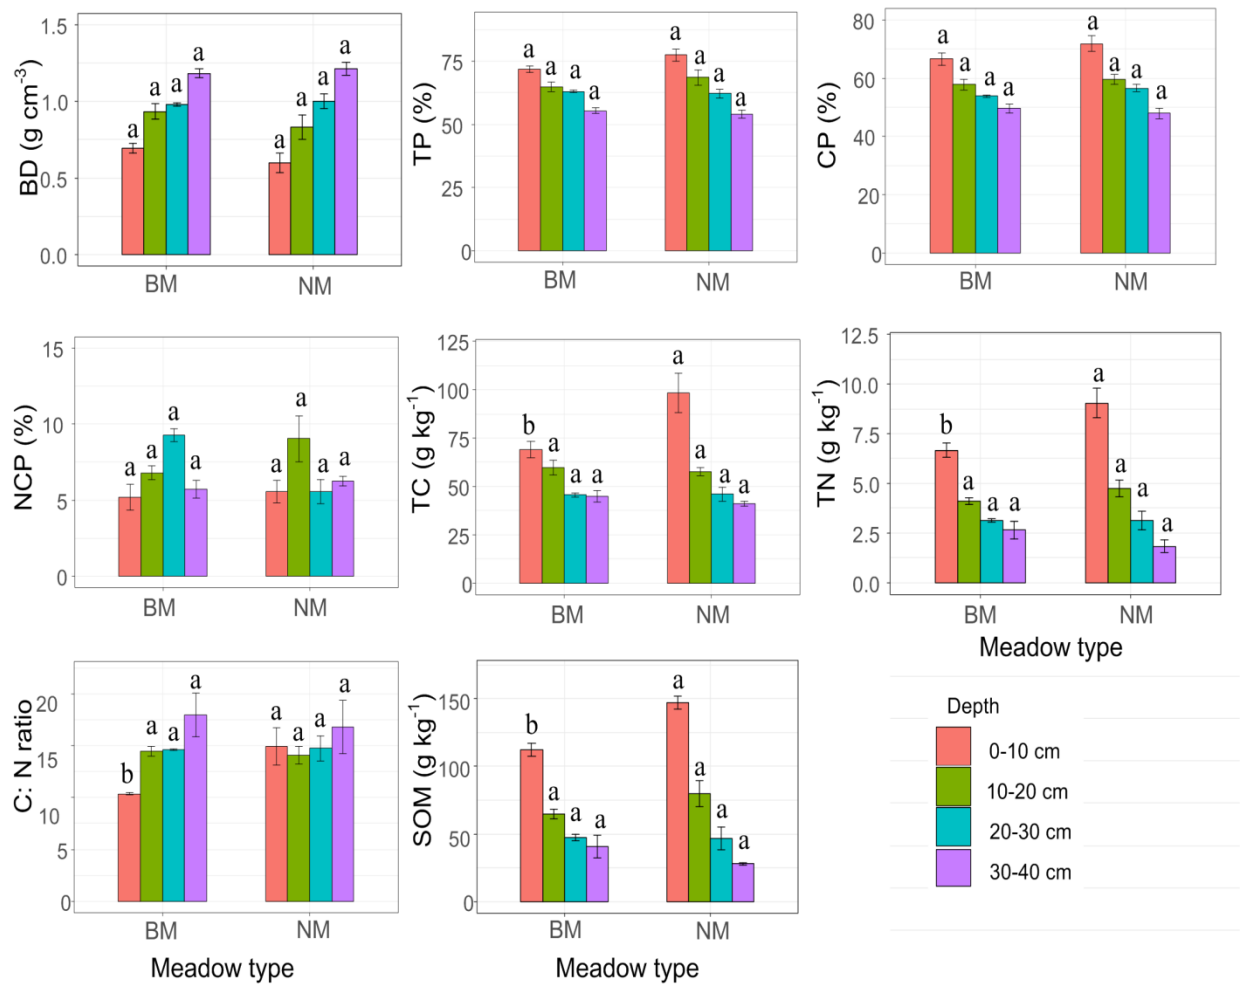 BD (g cm⁻³)
1.5
1.0
0.5
0.0
a a a a a a a a
BM NM
TP (%)
75
50
25
0
a a a a a a a a
BM NM
CP (%)
80
60
40
20
0
a a a a a a a a
BM NM
NCP (%)
15
10
5
0
a a a a a a a a
BM NM
TC (g kg⁻¹)
125
100
75
50
25
0
b a a a a a a a
BM NM
TN (g kg⁻¹)
12.5
10.0
7.5
5.0
2.5
0.0
b a a a a a a a
BM NM
Meadow type
C: N ratio
20
15
10
5
0
b a a a a a a a
BM NM
Meadow type
SOM (g kg⁻¹)
150
100
50
0
b a a a a a a a
BM NM
Meadow type
Depth
0-10 cm
10-20 cm
20-30 cm
30-40 cm